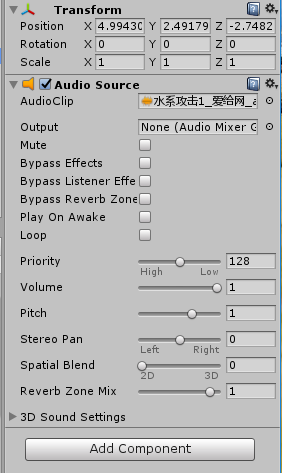 Transform
Position X 4.99430 Y 2.49179 Z -2.7482
Rotation X 0 Y 0 Z 0
Scale X 1 Y 1 Z 1
Audio Source
AudioClip 水系攻击1_爱给网_a
Output None (Audio Mixer G
Mute
Bypass Effects
Bypass Listener Effe
Bypass Reverb Zone
Play On Awake
Loop
Priority 128
High Low
Volume 1
Pitch 1
Stereo Pan 0
Left Right
Spatial Blend 0
2D 3D
Reverb Zone Mix 1
3D Sound Settings
Add Component